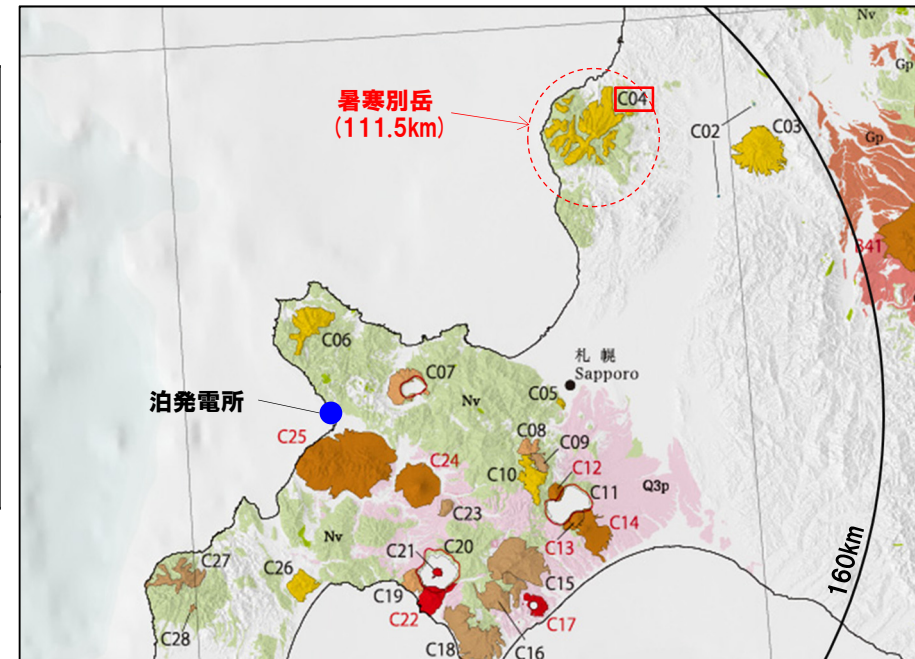 Nv
Gp
暑寒別岳
(111.5km)
C04
C02
C03
Gp
B41
C06
C07
札幌
Sapporo
泊発電所
Nv
C05
C25
C08
C09
C24
C10
C12
C11
Q3p
C23
C14
C13
Nv
C21
C20
C27
C26
C15
160km
C19
C22
C17
C28
C18
C16